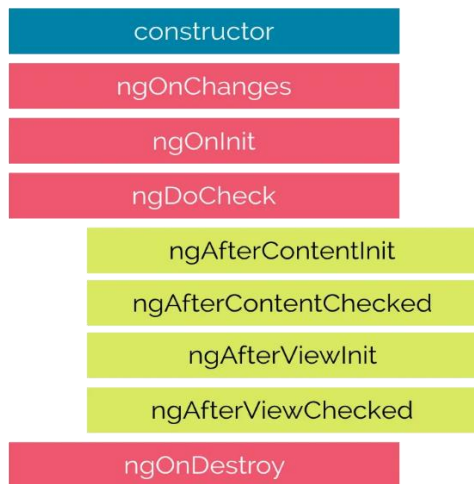 constructor
ngOnChanges
ngOnInit
ngDoCheck
ngAfterContentInit
ngAfterContentChecked
ngAfterViewInit
ngAfterViewChecked
ngOnDestroy